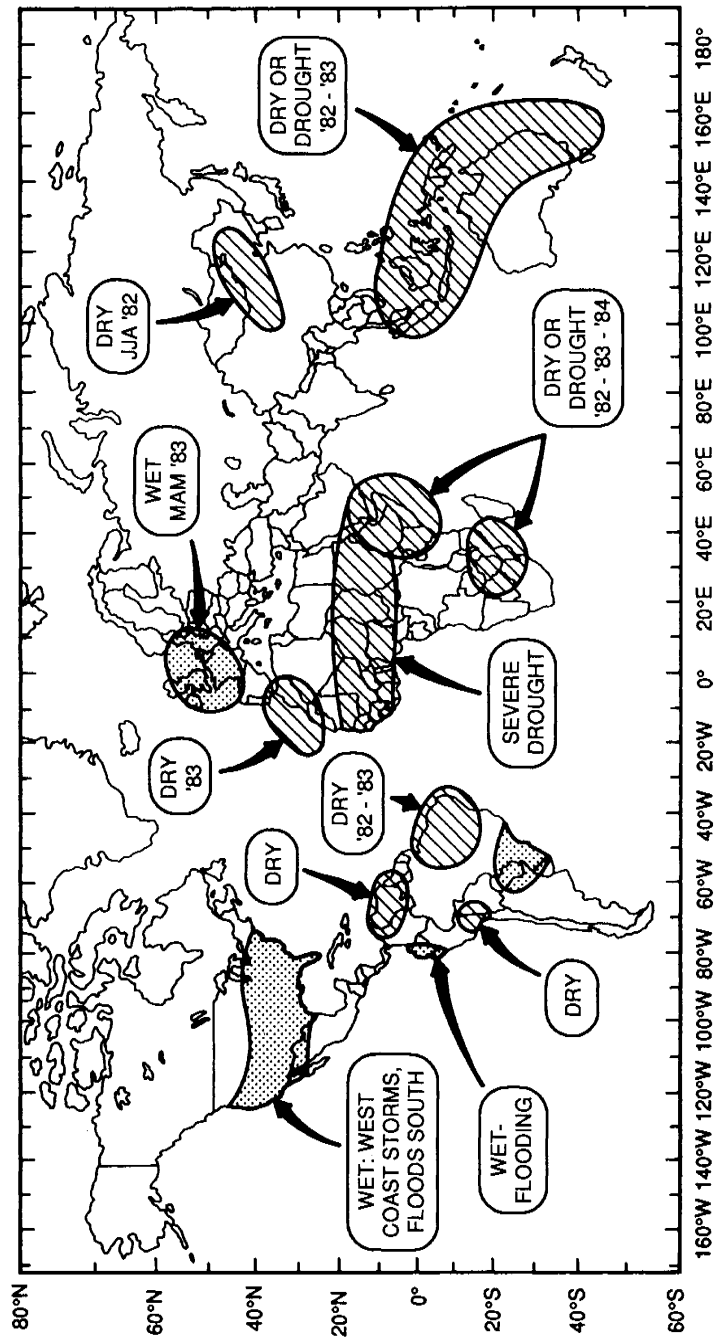 80°N
60°N
40°N
20°N
0°
20°S
40°S
60°S
160°W 140°W 120°W 100°W 80°W 60°W 40°W 20°W 0° 20°E 40°E 60°E 80°E 100°E 120°E 140°E 160°E 180°
WET: WEST
COAST STORMS,
FLOODS SOUTH
WET-
FLOODING
DRY
DRY
DRY
'82 - '83
DRY
'83
SEVERE
DROUGHT
WET
MAM '83
DRY
JJA '82
DRY OR
DROUGHT
'82 - '83 - '84
DRY OR
DROUGHT
'82 - '83